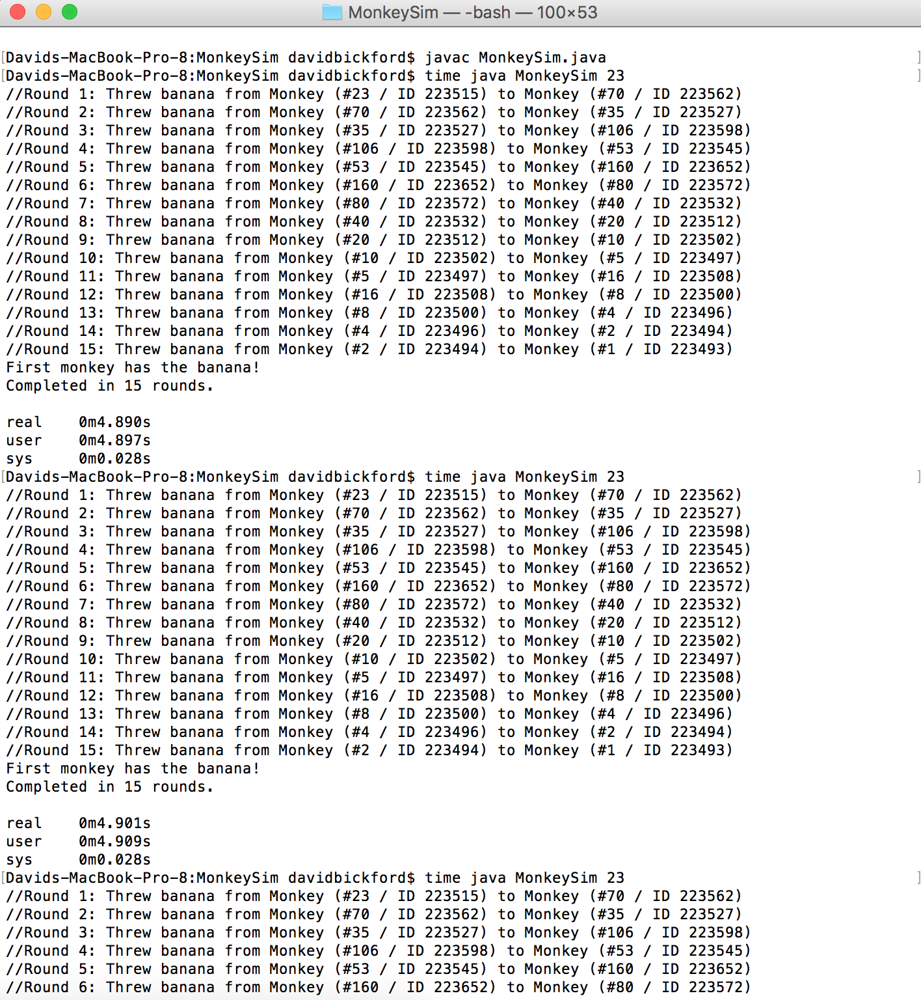 MonkeySim — -bash — 100×53
Davids-MacBook-Pro-8:MonkeySim davidbickford$ javac MonkeySim.java
Davids-MacBook-Pro-8:MonkeySim davidbickford$ time java MonkeySim 23
//Round 1: Threw banana from Monkey (#23 / ID 223515) to Monkey (#70 / ID 223562)
//Round 2: Threw banana from Monkey (#70 / ID 223562) to Monkey (#35 / ID 223527)
//Round 3: Threw banana from Monkey (#35 / ID 223527) to Monkey (#106 / ID 223598)
//Round 4: Threw banana from Monkey (#106 / ID 223598) to Monkey (#53 / ID 223545)
//Round 5: Threw banana from Monkey (#53 / ID 223545) to Monkey (#160 / ID 223652)
//Round 6: Threw banana from Monkey (#160 / ID 223652) to Monkey (#80 / ID 223572)
//Round 7: Threw banana from Monkey (#80 / ID 223572) to Monkey (#40 / ID 223532)
//Round 8: Threw banana from Monkey (#40 / ID 223532) to Monkey (#20 / ID 223512)
//Round 9: Threw banana from Monkey (#20 / ID 223512) to Monkey (#10 / ID 223502)
//Round 10: Threw banana from Monkey (#10 / ID 223502) to Monkey (#5 / ID 223497)
//Round 11: Threw banana from Monkey (#5 / ID 223497) to Monkey (#16 / ID 223508)
//Round 12: Threw banana from Monkey (#16 / ID 223508) to Monkey (#8 / ID 223500)
//Round 13: Threw banana from Monkey (#8 / ID 223500) to Monkey (#4 / ID 223496)
//Round 14: Threw banana from Monkey (#4 / ID 223496) to Monkey (#2 / ID 223494)
//Round 15: Threw banana from Monkey (#2 / ID 223494) to Monkey (#1 / ID 223493)
First monkey has the banana!
Completed in 15 rounds.
real    0m4.890s
user    0m4.897s
sys     0m0.028s
Davids-MacBook-Pro-8:MonkeySim davidbickford$ time java MonkeySim 23
//Round 1: Threw banana from Monkey (#23 / ID 223515) to Monkey (#70 / ID 223562)
//Round 2: Threw banana from Monkey (#70 / ID 223562) to Monkey (#35 / ID 223527)
//Round 3: Threw banana from Monkey (#35 / ID 223527) to Monkey (#106 / ID 223598)
//Round 4: Threw banana from Monkey (#106 / ID 223598) to Monkey (#53 / ID 223545)
//Round 5: Threw banana from Monkey (#53 / ID 223545) to Monkey (#160 / ID 223652)
//Round 6: Threw banana from Monkey (#160 / ID 223652) to Monkey (#80 / ID 223572)
//Round 7: Threw banana from Monkey (#80 / ID 223572) to Monkey (#40 / ID 223532)
//Round 8: Threw banana from Monkey (#40 / ID 223532) to Monkey (#20 / ID 223512)
//Round 9: Threw banana from Monkey (#20 / ID 223512) to Monkey (#10 / ID 223502)
//Round 10: Threw banana from Monkey (#10 / ID 223502) to Monkey (#5 / ID 223497)
//Round 11: Threw banana from Monkey (#5 / ID 223497) to Monkey (#16 / ID 223508)
//Round 12: Threw banana from Monkey (#16 / ID 223508) to Monkey (#8 / ID 223500)
//Round 13: Threw banana from Monkey (#8 / ID 223500) to Monkey (#4 / ID 223496)
//Round 14: Threw banana from Monkey (#4 / ID 223496) to Monkey (#2 / ID 223494)
//Round 15: Threw banana from Monkey (#2 / ID 223494) to Monkey (#1 / ID 223493)
First monkey has the banana!
Completed in 15 rounds.
real    0m4.901s
user    0m4.909s
sys     0m0.028s
Davids-MacBook-Pro-8:MonkeySim davidbickford$ time java MonkeySim 23
//Round 1: Threw banana from Monkey (#23 / ID 223515) to Monkey (#70 / ID 223562)
//Round 2: Threw banana from Monkey (#70 / ID 223562) to Monkey (#35 / ID 223527)
//Round 3: Threw banana from Monkey (#35 / ID 223527) to Monkey (#106 / ID 223598)
//Round 4: Threw banana from Monkey (#106 / ID 223598) to Monkey (#53 / ID 223545)
//Round 5: Threw banana from Monkey (#53 / ID 223545) to Monkey (#160 / ID 223652)
//Round 6: Threw banana from Monkey (#160 / ID 223652) to Monkey (#80 / ID 223572)